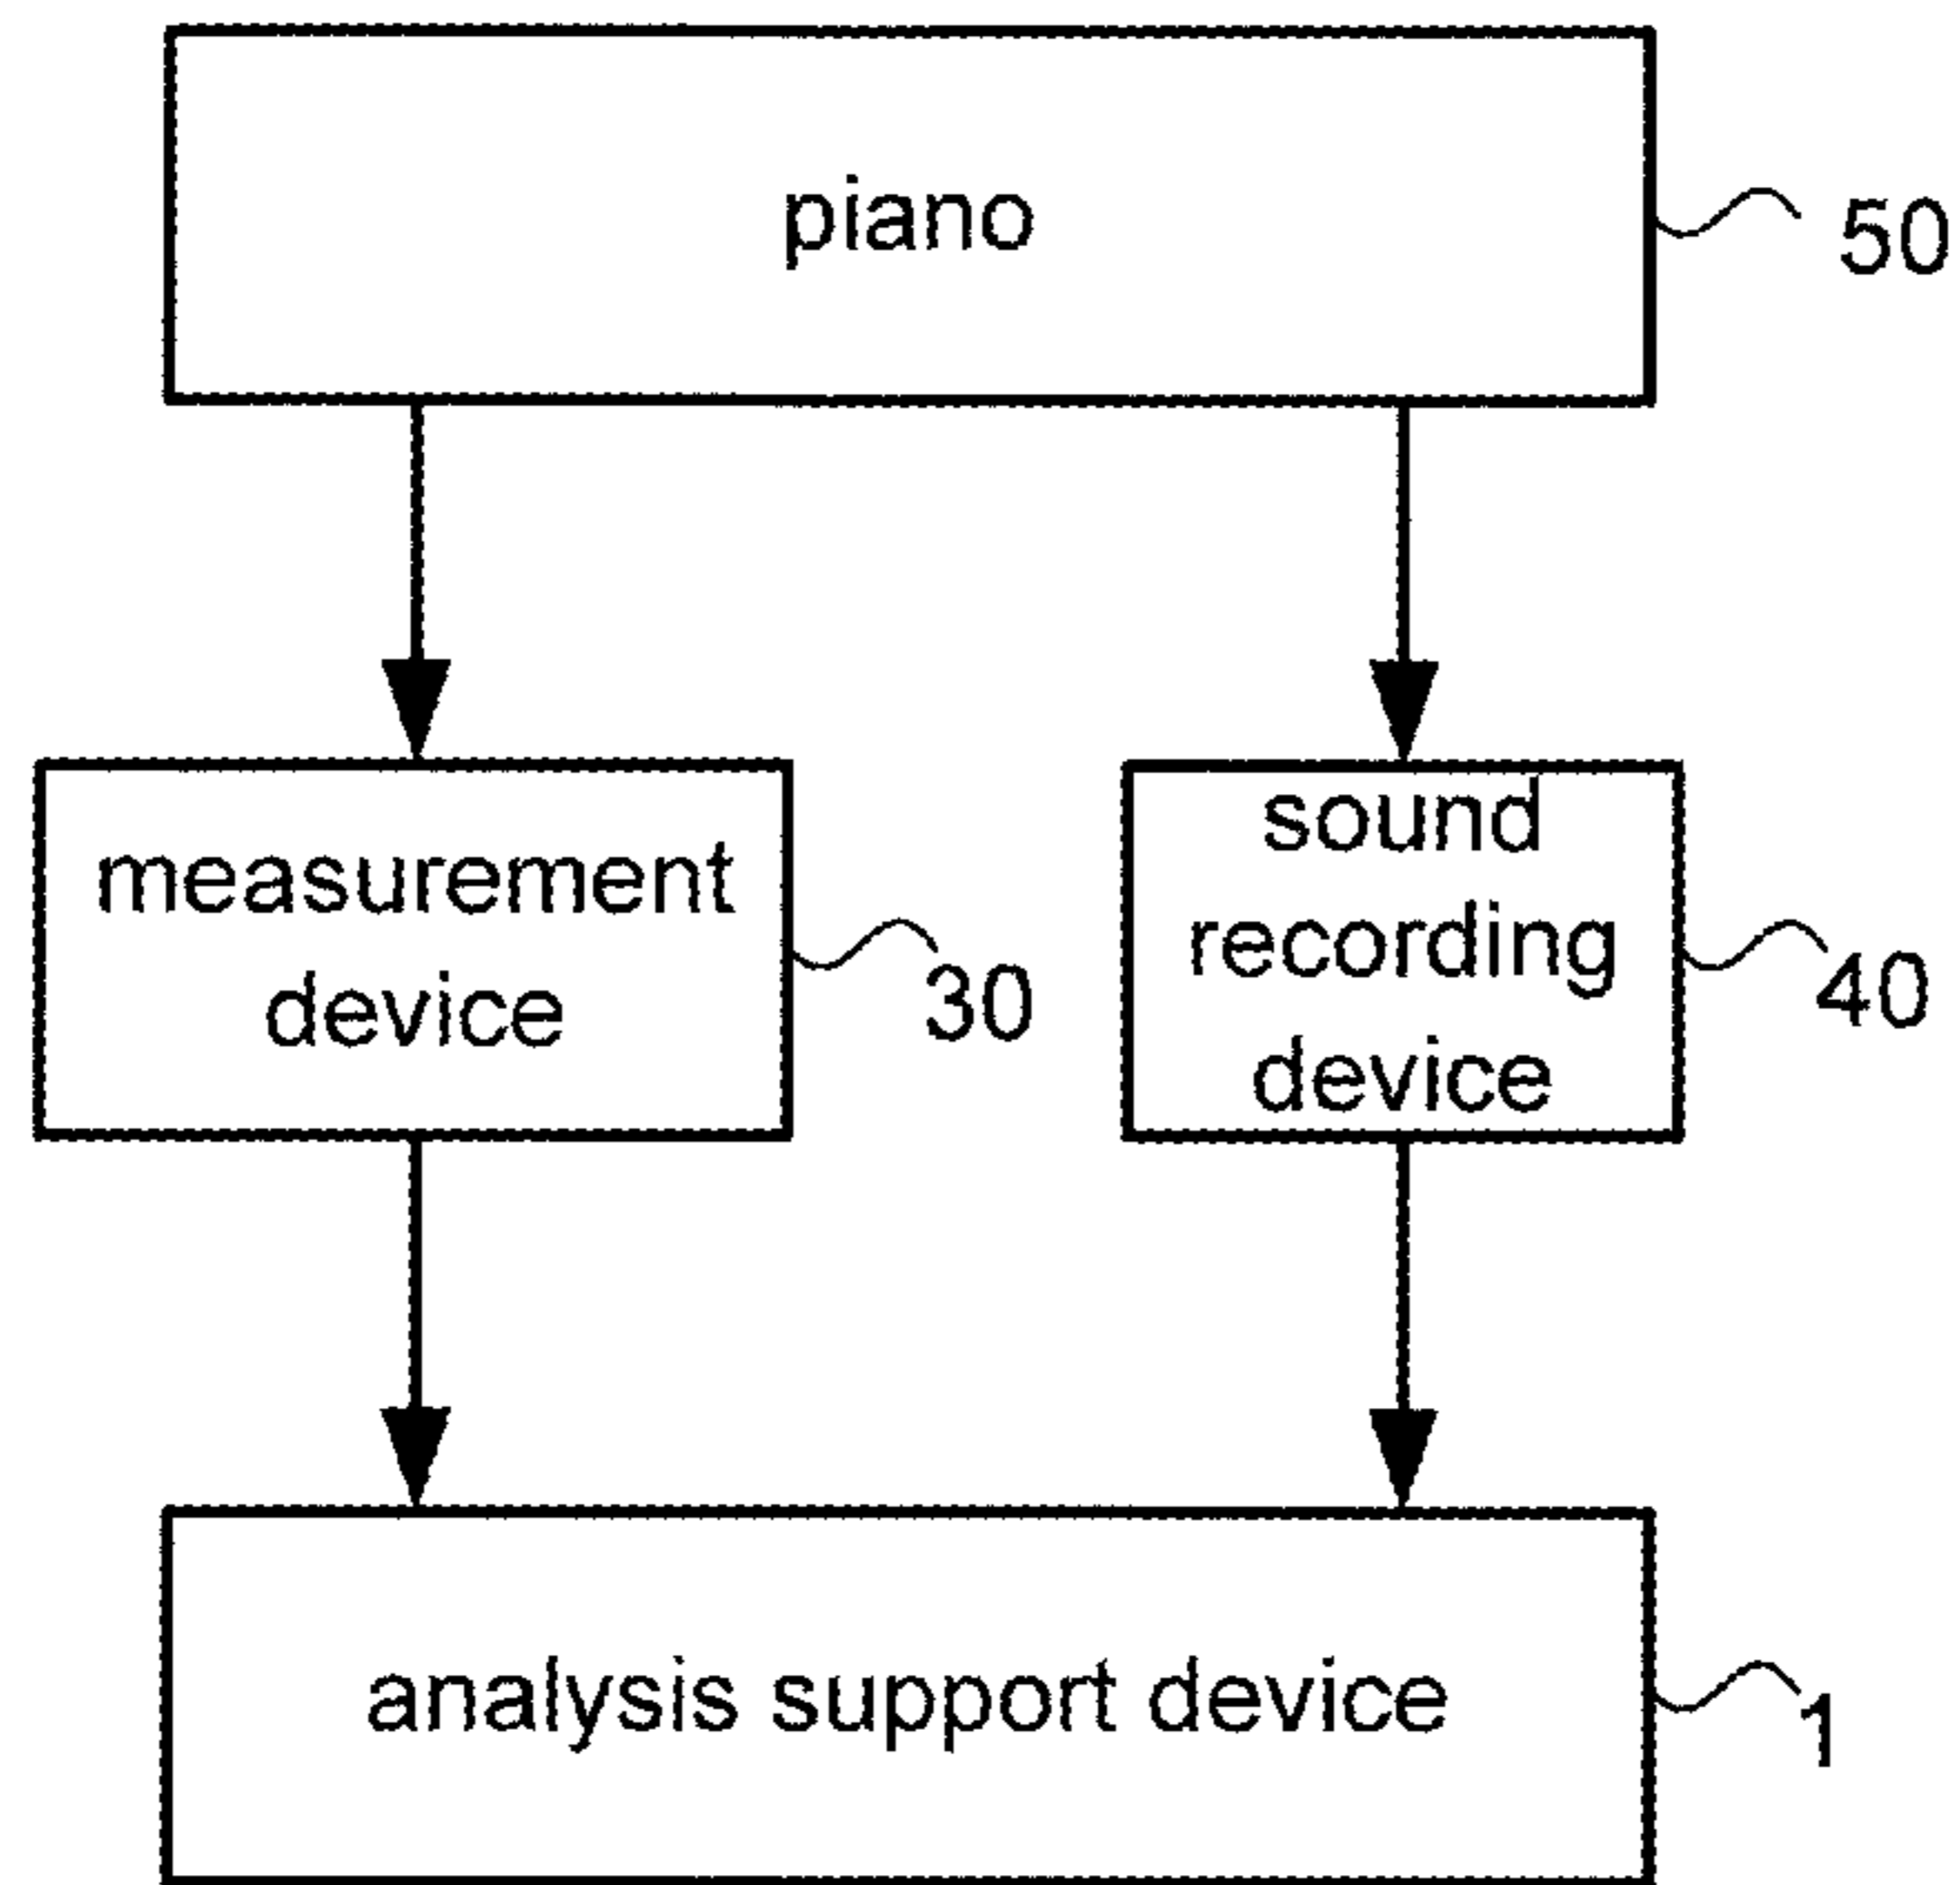 piano
50
measurement
device
30
sound
recording
device
40
analysis support device
1